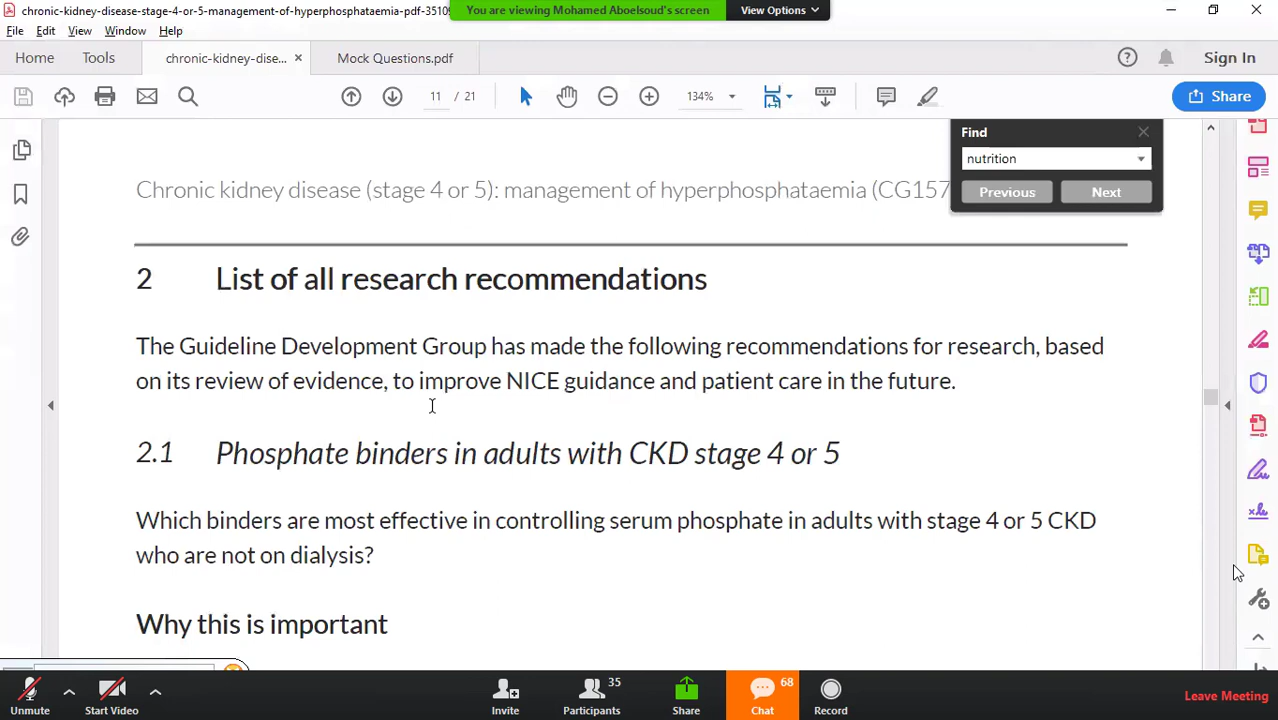 chronic-kidney-disease-stage-4-or-5-management-of-hyperphosphataemia-pdf-35109
You are viewing Mohamed Aboelsoud's screen
View Options
File Edit View Window Help
Home Tools chronic-kidney-dise... × Mock Questions.pdf Sign In
11 / 21 134% Share
Find
nutrition
Previous Next
Chronic kidney disease (stage 4 or 5): management of hyperphosphataemia (CG157
2 List of all research recommendations
The Guideline Development Group has made the following recommendations for research, based
on its review of evidence, to improve NICE guidance and patient care in the future.
2.1 Phosphate binders in adults with CKD stage 4 or 5
Which binders are most effective in controlling serum phosphate in adults with stage 4 or 5 CKD
who are not on dialysis?
Why this is important
35 68
Unmute Start Video Invite Participants Share Chat Record Leave Meeting